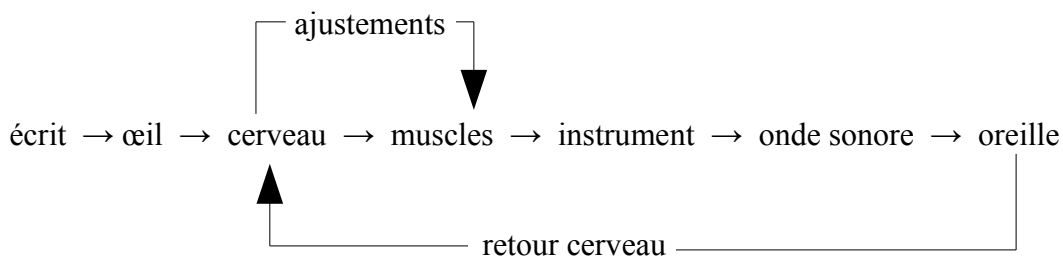 ajustements
écrit → œil → cerveau → muscles → instrument → onde sonore → oreille
retour cerveau